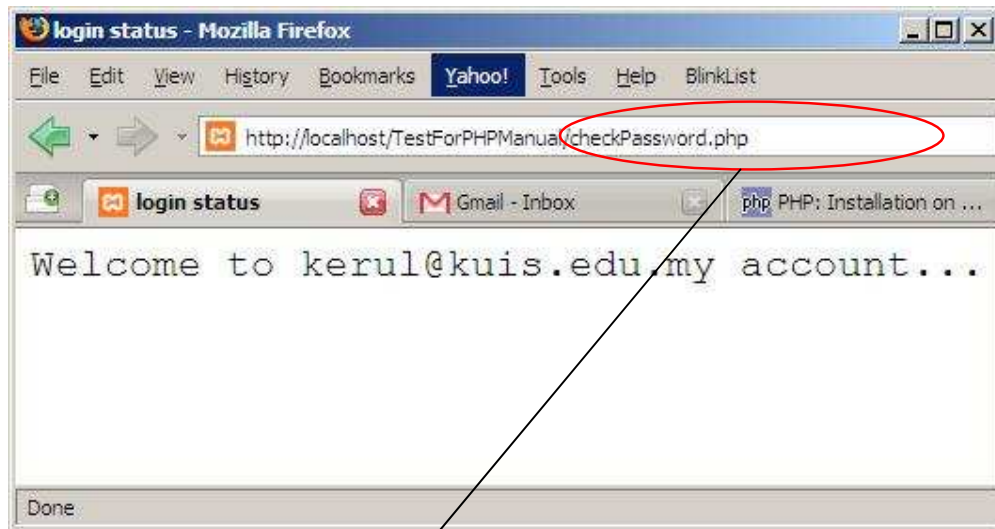 login status - Mozilla Firefox
File Edit View History Bookmarks Yahoo! Tools Help BlinkList
http://localhost/TestForPHPManual/checkPassword.php
login status Gmail - Inbox php PHP: Installation on ...
Welcome to kerul@kuis.edu.my account...
Done